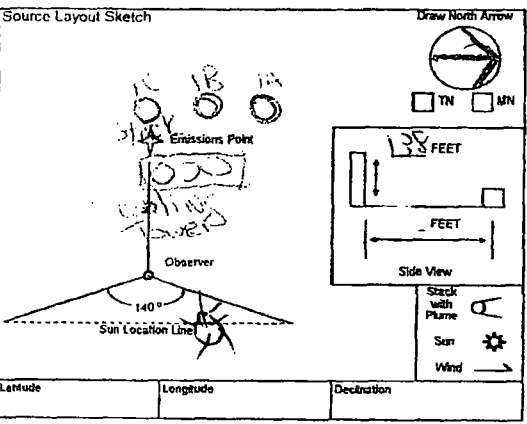 Source Layout Sketch
Draw North Arrow
1C 1B 1A
TN MN
Emissions Point
138 FEET
FEET
Tower
Observer
Side View
140°
Sun Location Line
Stack with Plume
Sun
Wind
Latitude Longitude Declination